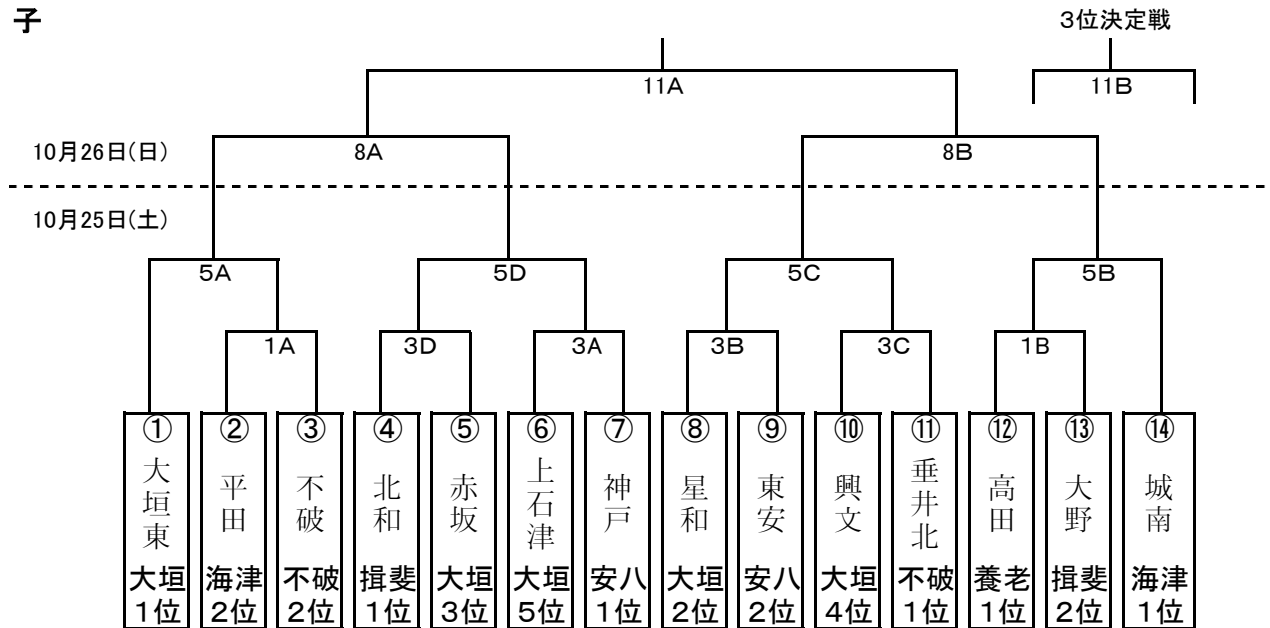 子
3位決定戦
11A
11B
10月26日(日)
8A
8B
10月25日(土)
5A
5D
5C
5B
1A
3D
3A
3B
3C
1B
① ② ③ ④ ⑤ ⑥ ⑦ ⑧ ⑨ ⑩ ⑪ ⑫ ⑬ ⑭
大垣東 平田 不破 北和 赤坂 上石津 神戸 星和 東安 興文 垂井北 高田 大野 城南
大垣 海津 不破 揖斐 大垣 大垣 安八 大垣 安八 大垣 不破 養老 揖斐 海津
1位 2位 2位 1位 3位 5位 1位 2位 2位 4位 1位 1位 2位 1位